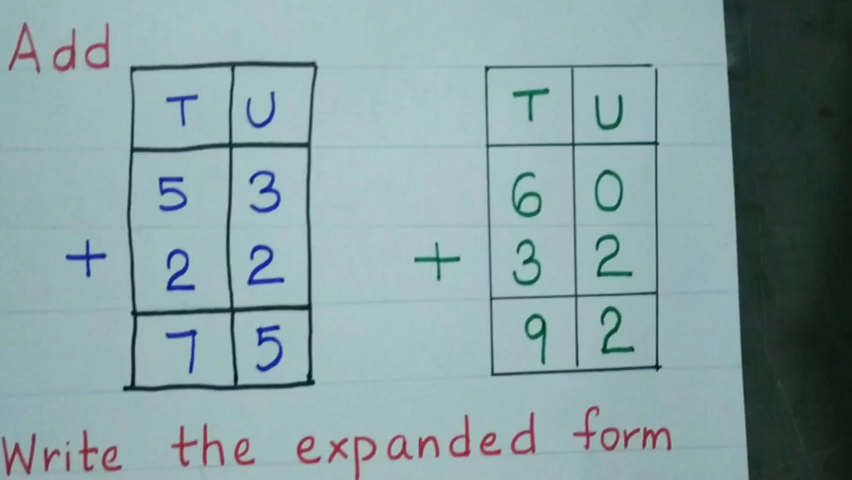 Add
T U T U
5 3 6 0
+ 2 2 + 3 2
7 5 9 2
Write the expanded form